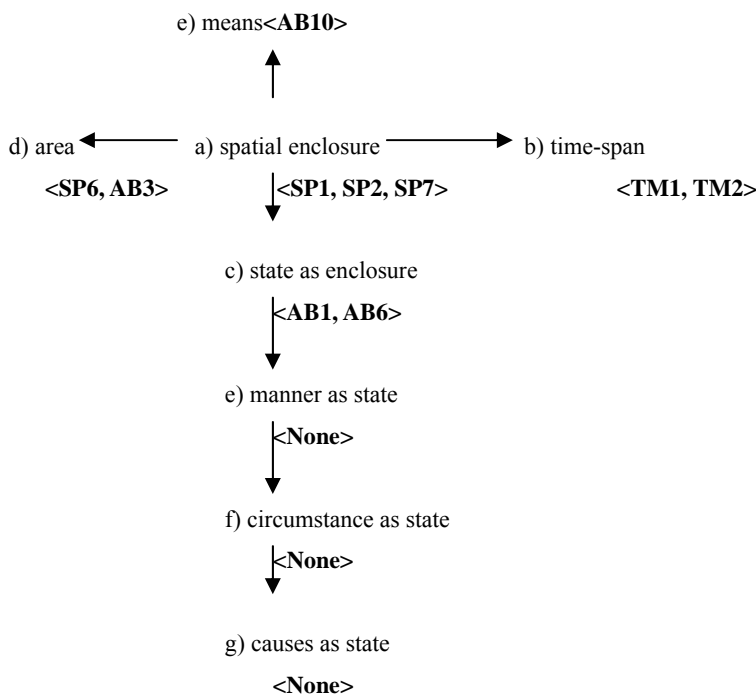 e) means<AB10>
d) area a) spatial enclosure b) time-span
<SP6, AB3> <SP1, SP2, SP7> <TM1, TM2>
c) state as enclosure
<AB1, AB6>
e) manner as state
<None>
f) circumstance as state
<None>
g) causes as state
<None>